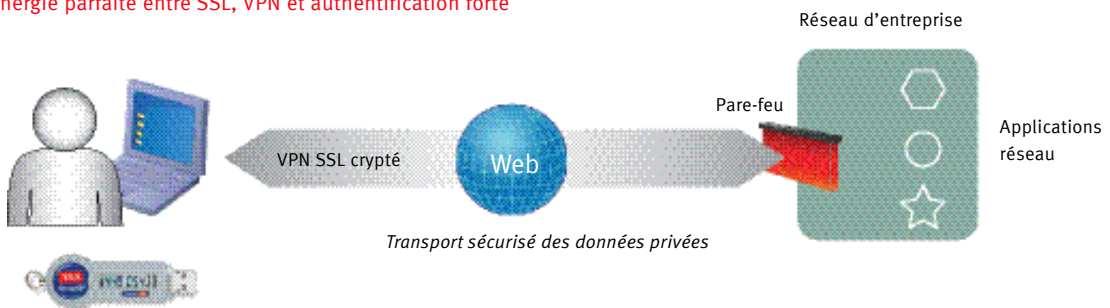 parfaite entre SSL, VPN et authentification forte
Réseau d’entreprise
Pare-feu
Applications
réseau
VPN SSL crypté
Web
Transport sécurisé des données privées